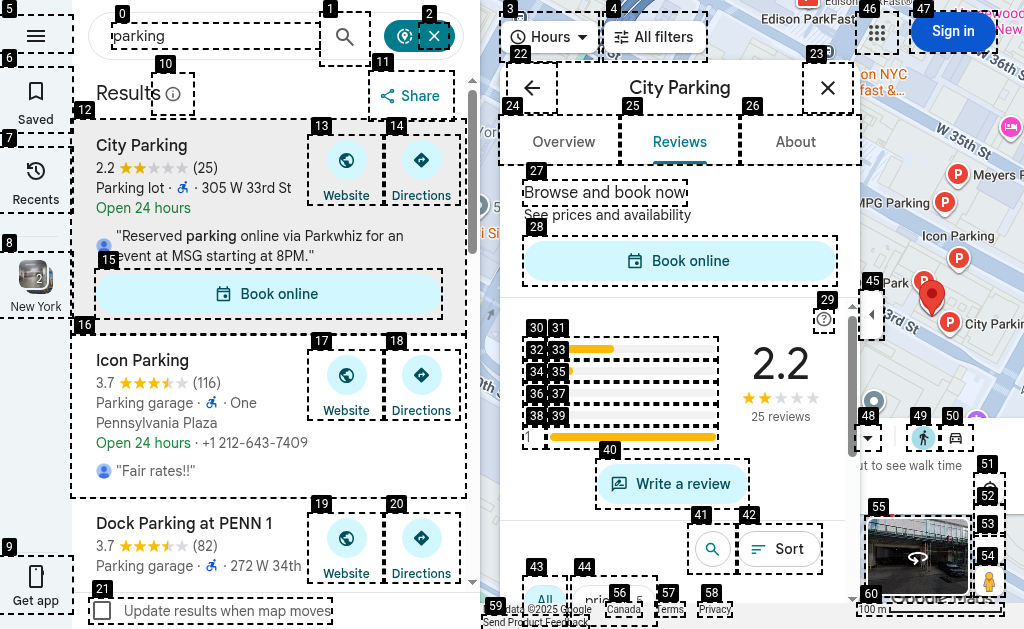 parking
Hours
All filters
Sign in
Edison ParkFast
Saved
Recents
2
New York
Get app
Results
Share
City Parking
2.2 (25)
Parking lot · · 305 W 33rd St
Open 24 hours
Website
Directions
"Reserved parking online via Parkwhiz for an
event at MSG starting at 8PM."
Book online
Icon Parking
3.7 (116)
Parking garage · · One
Pennsylvania Plaza
Open 24 hours · +1 212-643-7409
"Fair rates!!"
Website
Directions
Dock Parking at PENN 1
3.7 (82)
Parking garage · · 272 W 34th
Website
Directions
Update results when map moves
City Parking
Overview
Reviews
About
Browse and book now
See prices and availability
Book online
1
2.2
25 reviews
Write a review
Sort
All
W 36th St
W 35th St
Meyers P
MPG Parking
Icon Parking
Park
City Parkin
3rd St
ut to see walk time
data ©2025 Google
Canada
Terms
Privacy
Send Product Feedback
100 m
0
1
2
3
4
5
6
7
8
9
10
11
12
13
14
15
16
17
18
19
20
21
22
23
24
25
26
27
28
29
30
31
32
33
34
35
36
37
38
39
40
41
42
43
44
45
46
47
48
49
50
51
52
53
54
55
56
57
58
59
60